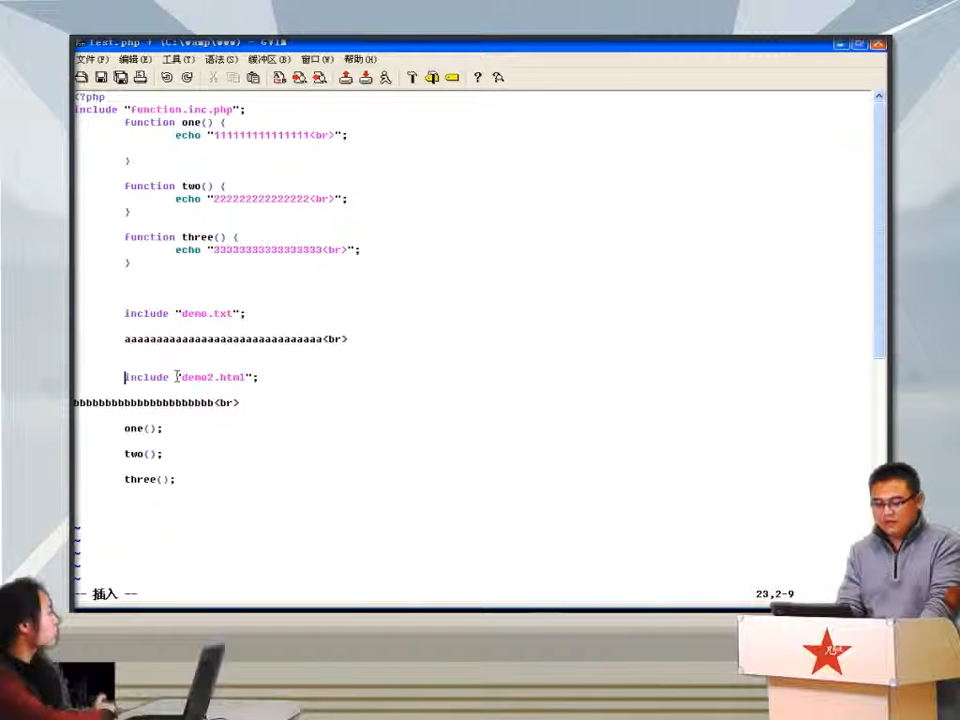 test.php + (C:\wamp\www) - GVIM
文件(F) 编辑(E) 工具(T) 语法(S) 缓冲区(B) 窗口(W) 帮助(H)
<?php
include "function.inc.php";
function one() {
echo "111111111111111<br>";
}
function two() {
echo "222222222222222<br>";
}
function three() {
echo "33333333333333333<br>";
}
include "demo.txt";
aaaaaaaaaaaaaaaaaaaaaaaaaaaaaaa<br>
include "demo2.html";
bbbbbbbbbbbbbbbbbbbbbb<br>
one();
two();
three();
~
~
~
~
~
-- 插入 --
23,2-9